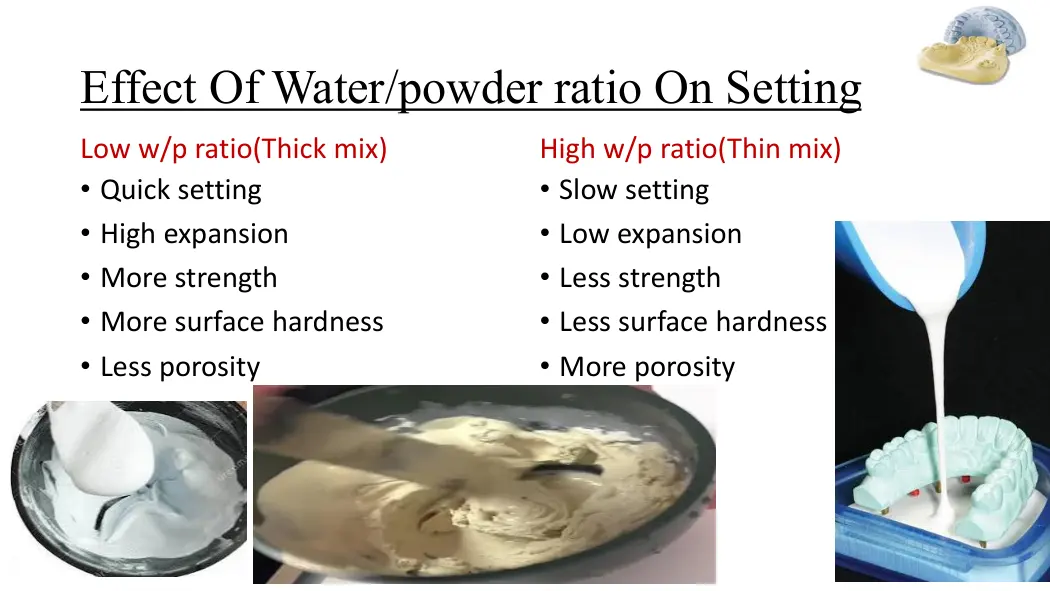 Effect Of Water/powder ratio On Setting
Low w/p ratio(Thick mix)
• Quick setting
• High expansion
• More strength
• More surface hardness
• Less porosity
High w/p ratio(Thin mix)
• Slow setting
• Low expansion
• Less strength
• Less surface hardness
• More porosity